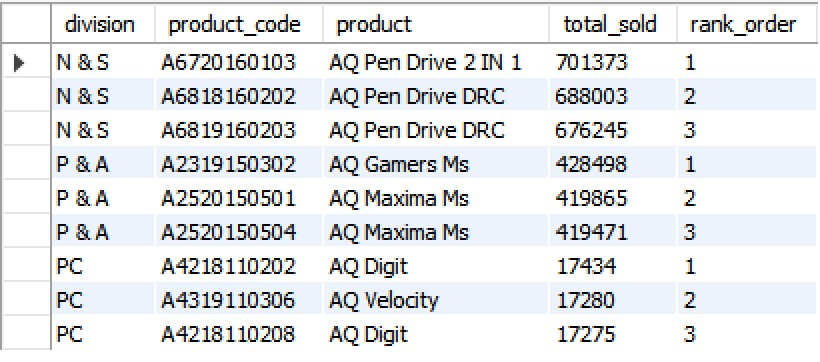 division product_code product total_sold rank_order
N & S A6720160103 AQ Pen Drive 2 IN 1 701373 1
N & S A6818160202 AQ Pen Drive DRC 688003 2
N & S A6819160203 AQ Pen Drive DRC 676245 3
P & A A2319150302 AQ Gamers Ms 428498 1
P & A A2520150501 AQ Maxima Ms 419865 2
P & A A2520150504 AQ Maxima Ms 419471 3
PC A4218110202 AQ Digit 17434 1
PC A4319110306 AQ Velocity 17280 2
PC A4218110208 AQ Digit 17275 3